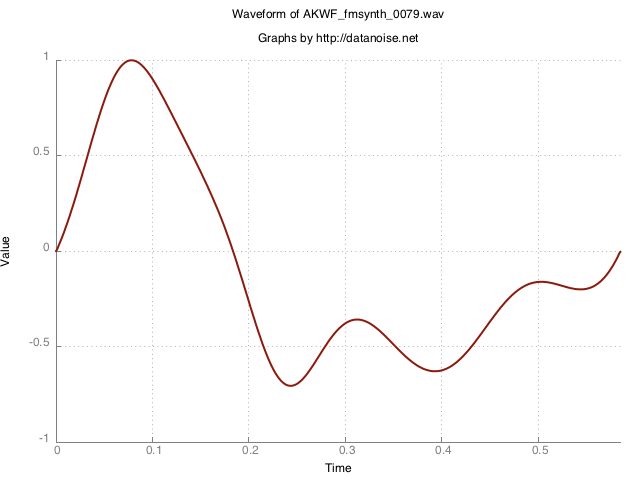 Waveform of AKWF_fmsynth_0079.wav
Graphs by http://datanoise.net
1
0.5
0
-0.5
-1
Value
0 0.1 0.2 0.3 0.4 0.5
Time